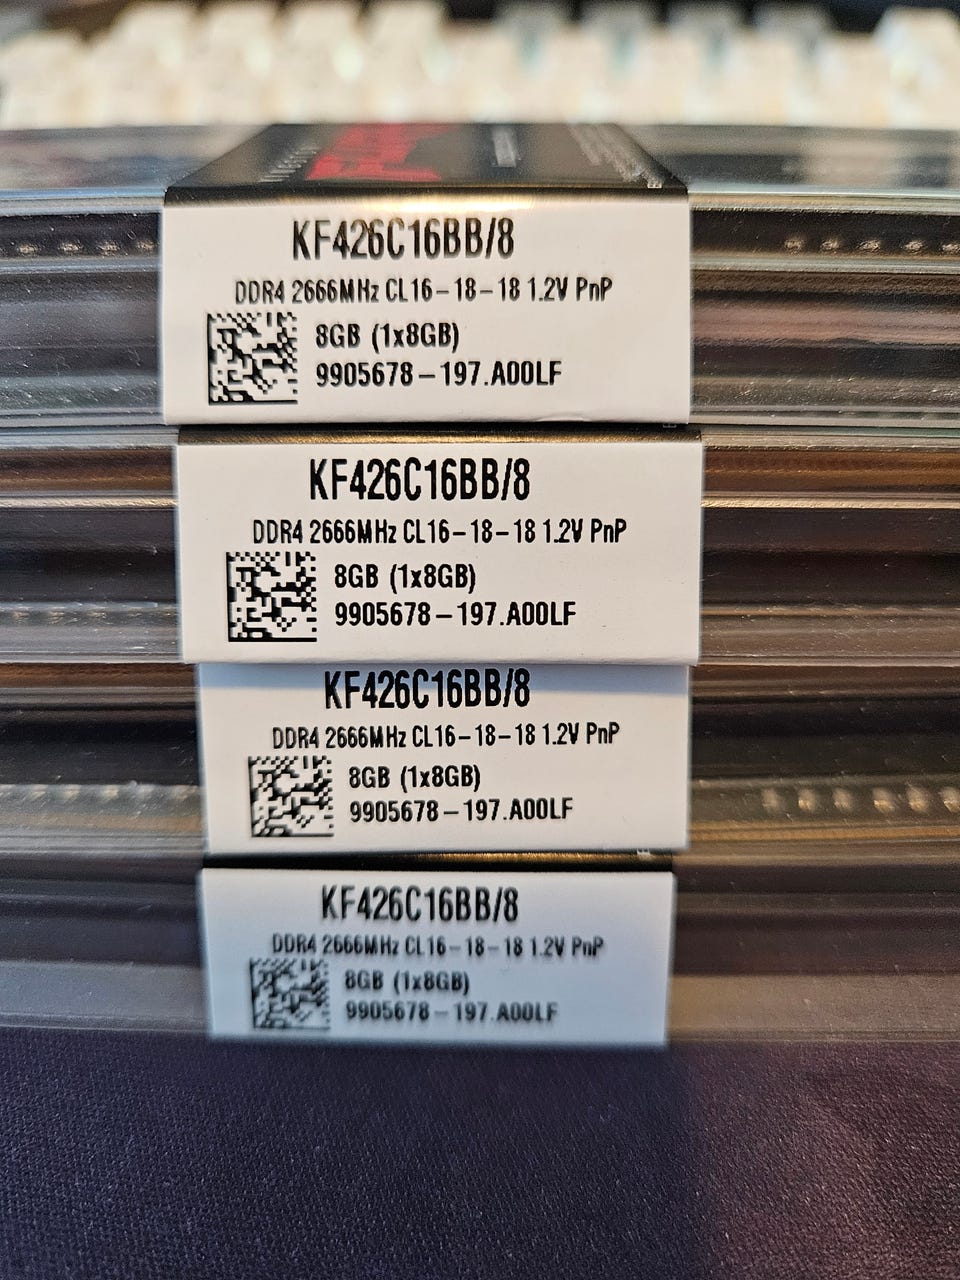 KF426C16BB/8
DDR4 2666MHz CL16-18-18 1.2V PnP
8GB (1x8GB)
9905678-197.A00LF
KF426C16BB/8
DDR4 2666MHz CL16-18-18 1.2V PnP
8GB (1x8GB)
9905678-197.A00LF
KF426C16BB/8
DDR4 2666MHz CL16-18-18 1.2V PnP
8GB (1x8GB)
9905678-197.A00LF
KF426C16BB/8
DDR4 2666MHz CL16-18-18 1.2V PnP
8GB (1x8GB)
9905678-197.A00LF